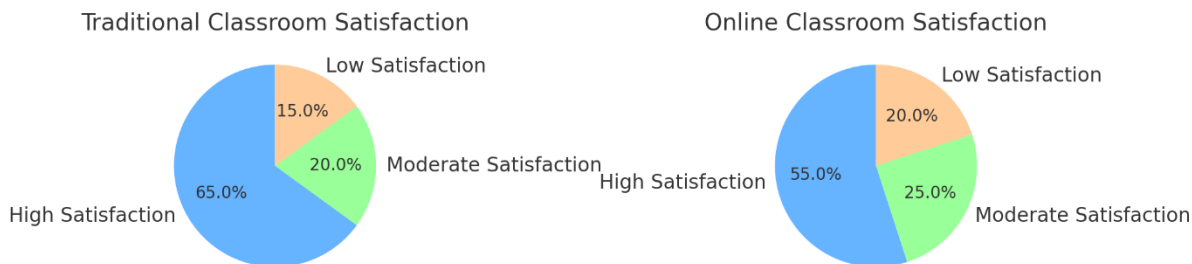 Traditional Classroom Satisfaction
Low Satisfaction
15.0%
20.0%
Moderate Satisfaction
65.0%
High Satisfaction
Online Classroom Satisfaction
Low Satisfaction
20.0%
55.0%
High Satisfaction
25.0%
Moderate Satisfaction